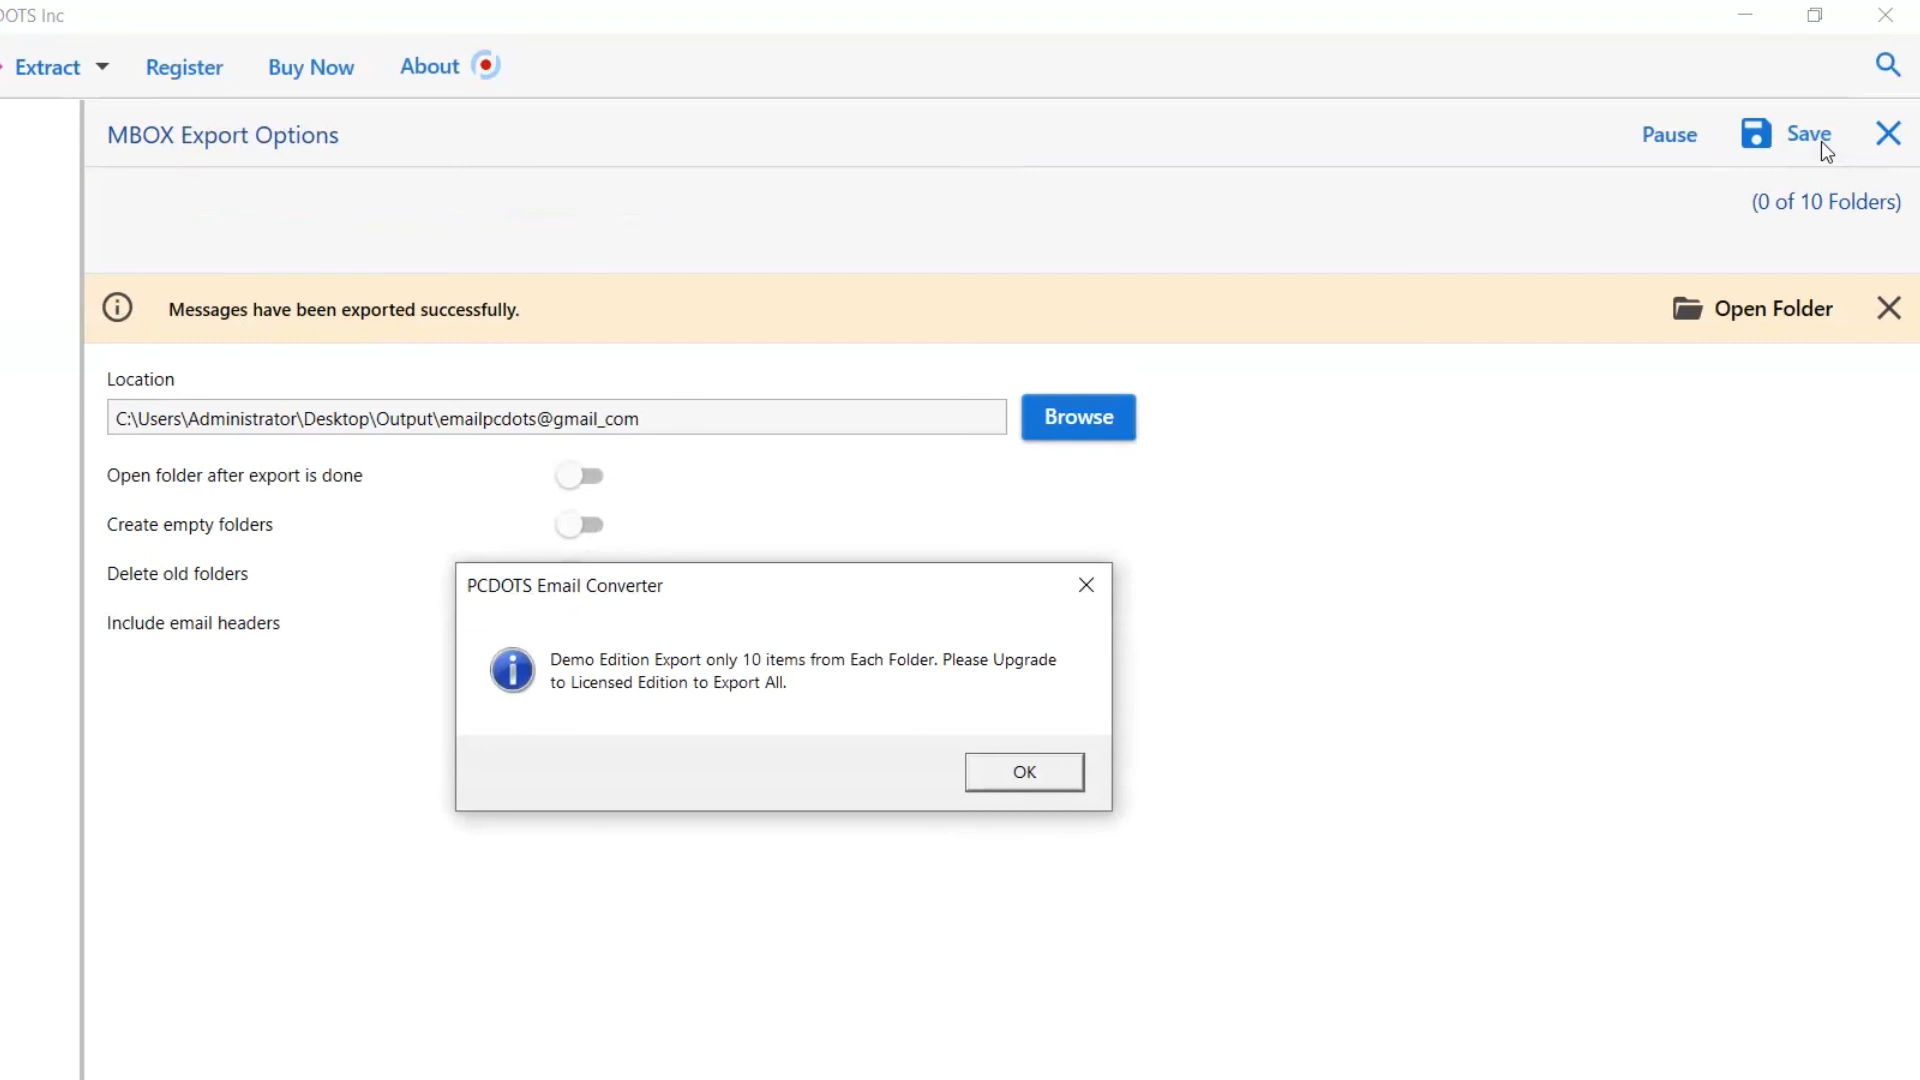 DOTS Inc
Extract
Register
Buy Now
About
MBOX Export Options
Pause
Save
(0 of 10 Folders)
Messages have been exported successfully.
Open Folder
Location
C:\Users\Administrator\Desktop\Output\emailpcdots@gmail_com
Browse
Open folder after export is done
Create empty folders
Delete old folders
Include email headers
PCDOTS Email Converter
Demo Edition Export only 10 items from Each Folder. Please Upgrade
to Licensed Edition to Export All.
OK